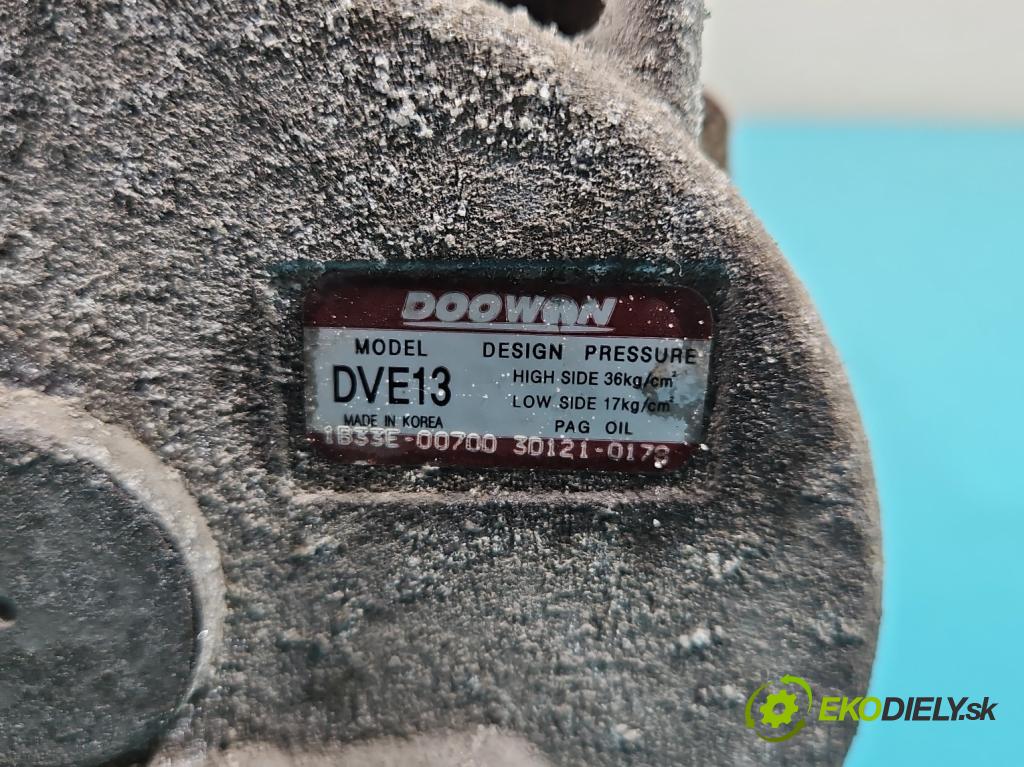 DOOWON
MODEL DESIGN PRESSURE
DVE13 HIGH SIDE 36kg/cm²
LOW SIDE 17kg/cm²
MADE IN KOREA PAG OIL
1B33E-00700 30121-0178
EKODIELY.sk